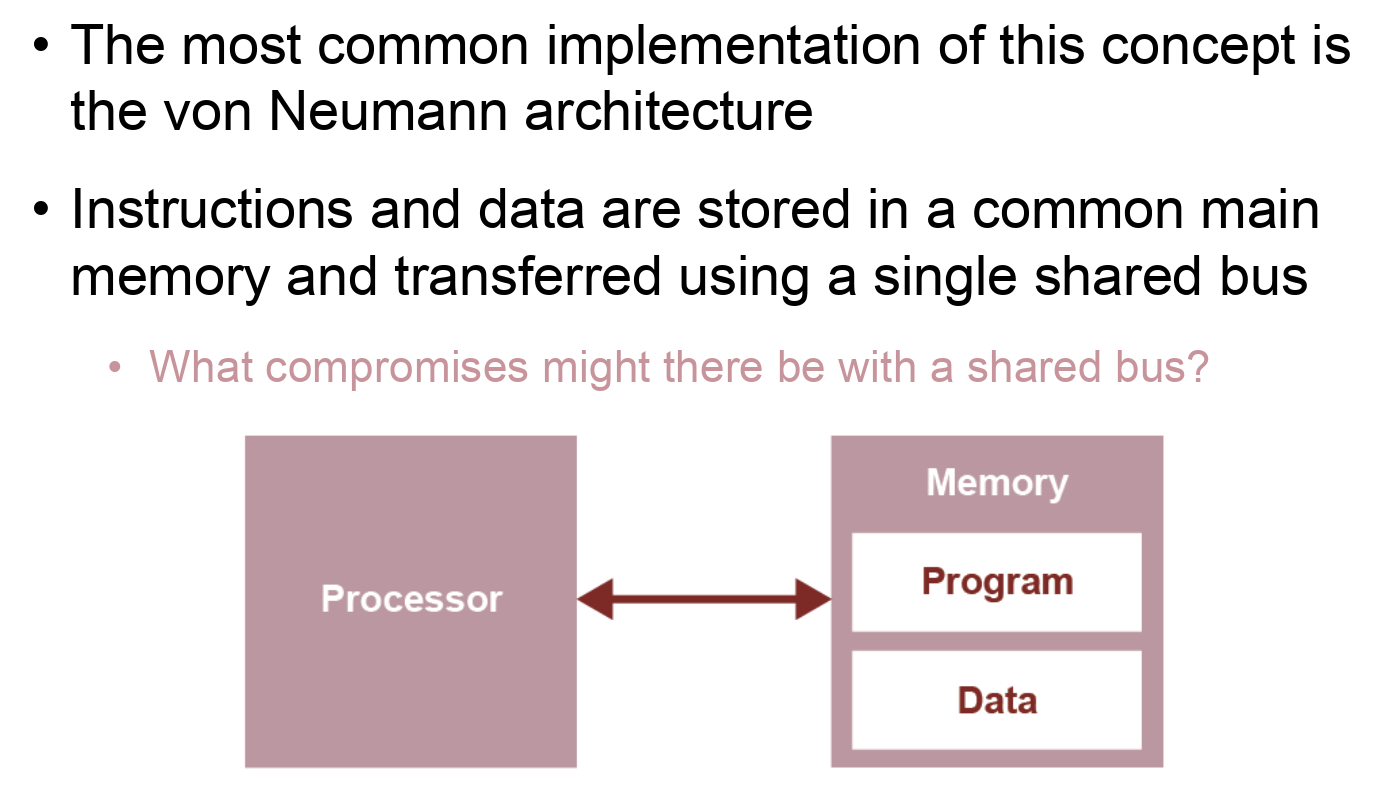 • The most common implementation of this concept is
the von Neumann architecture
• Instructions and data are stored in a common main
memory and transferred using a single shared bus
• What compromises might there be with a shared bus?
Processor
Memory
Program
Data